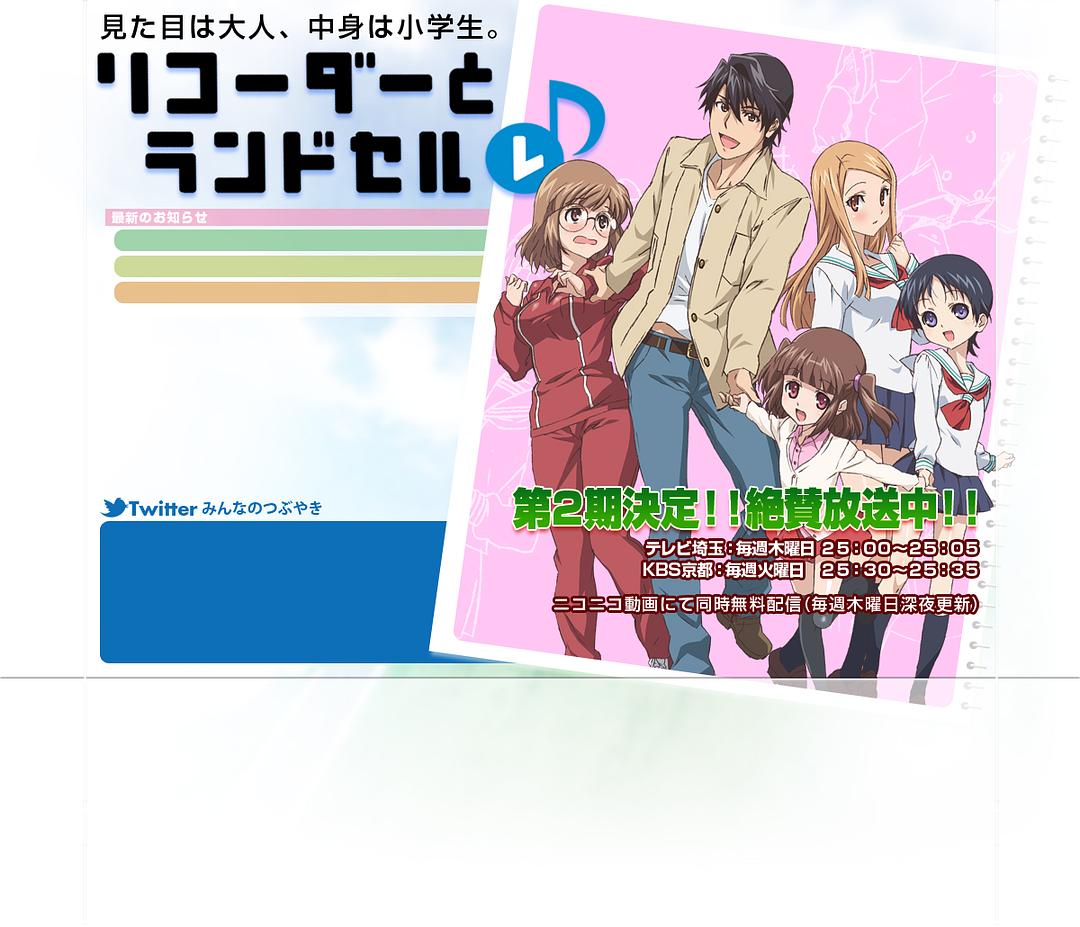 見た目は大人、中身は小学生。
リコーダーと
ランドセル
レ
最新のお知らせ
Twitter みんなのつぶやき
第2期決定!!絶賛放送中!!
テレビ埼玉:毎週木曜日 25:00〜25:05
KBS京都:毎週火曜日 25:30〜25:35
ニコニコ動画にて同時無料配信(毎週木曜日深夜更新)